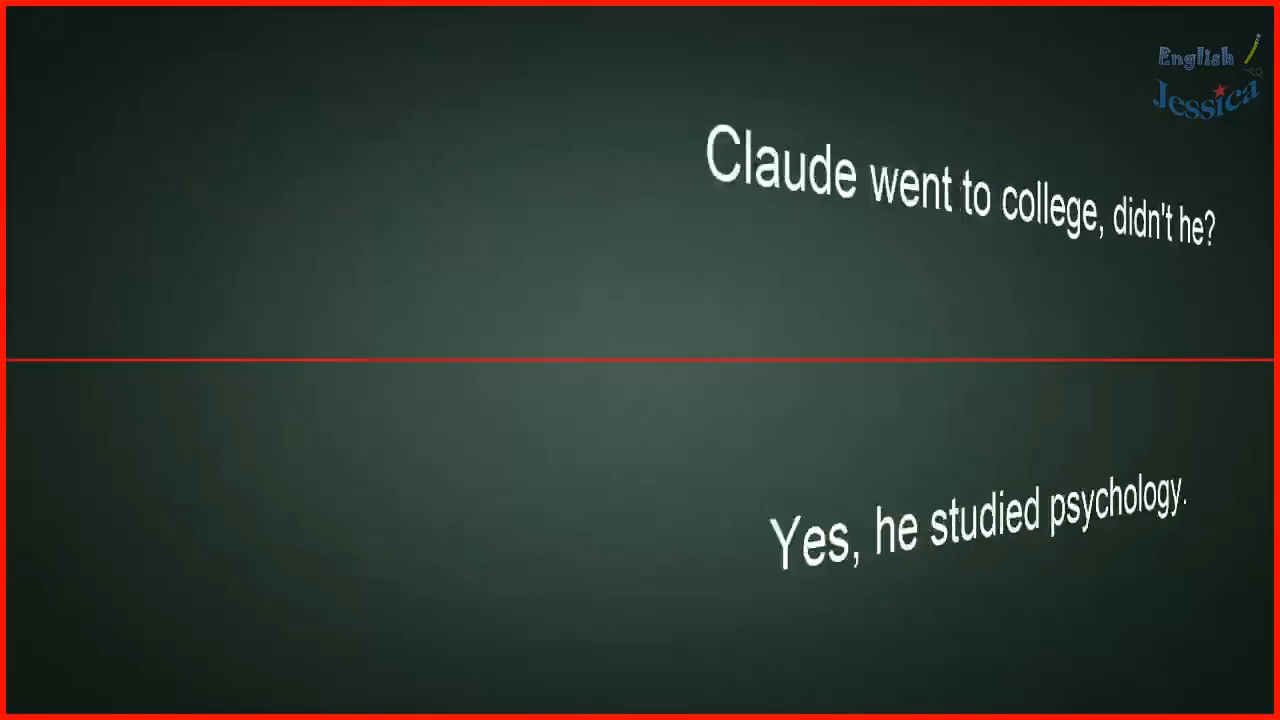 English
Jessica
Claude went to college, didn't he?
Yes, he studied psychology.